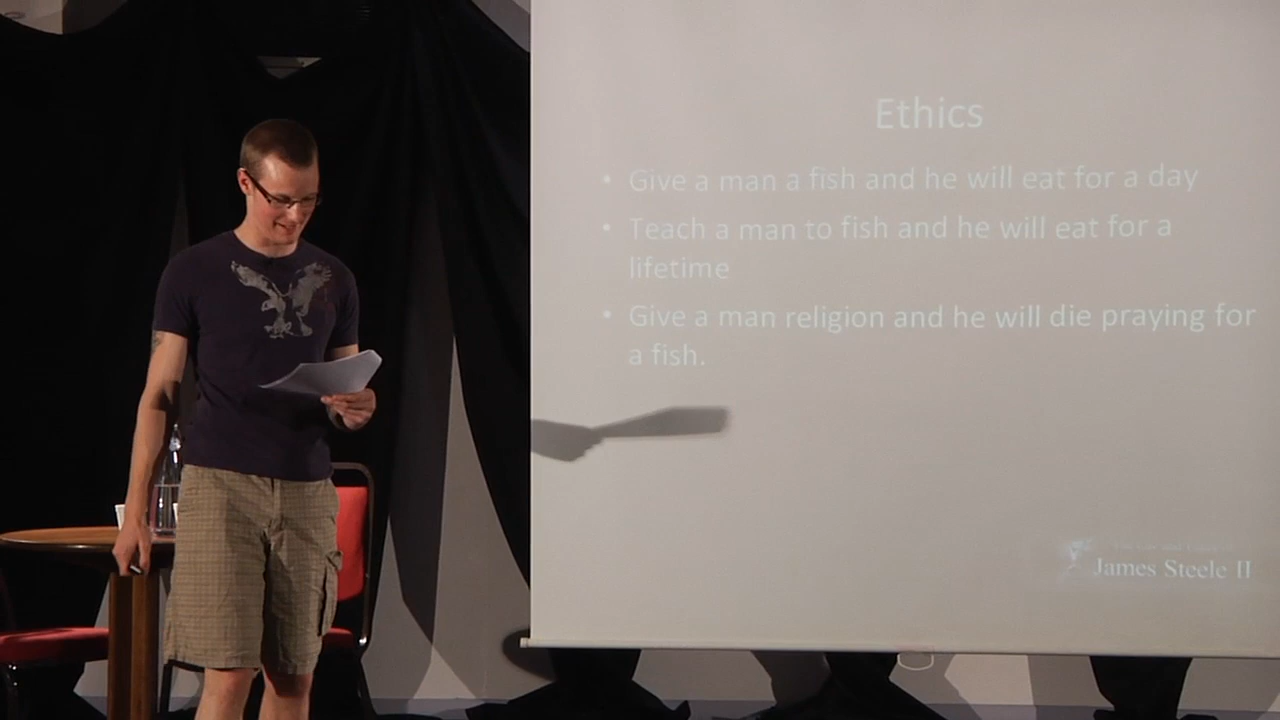 Ethics
• Give a man a fish and he will eat for a day
• Teach a man to fish and he will eat for a
lifetime
• Give a man religion and he will die praying for
a fish.
James Steele II